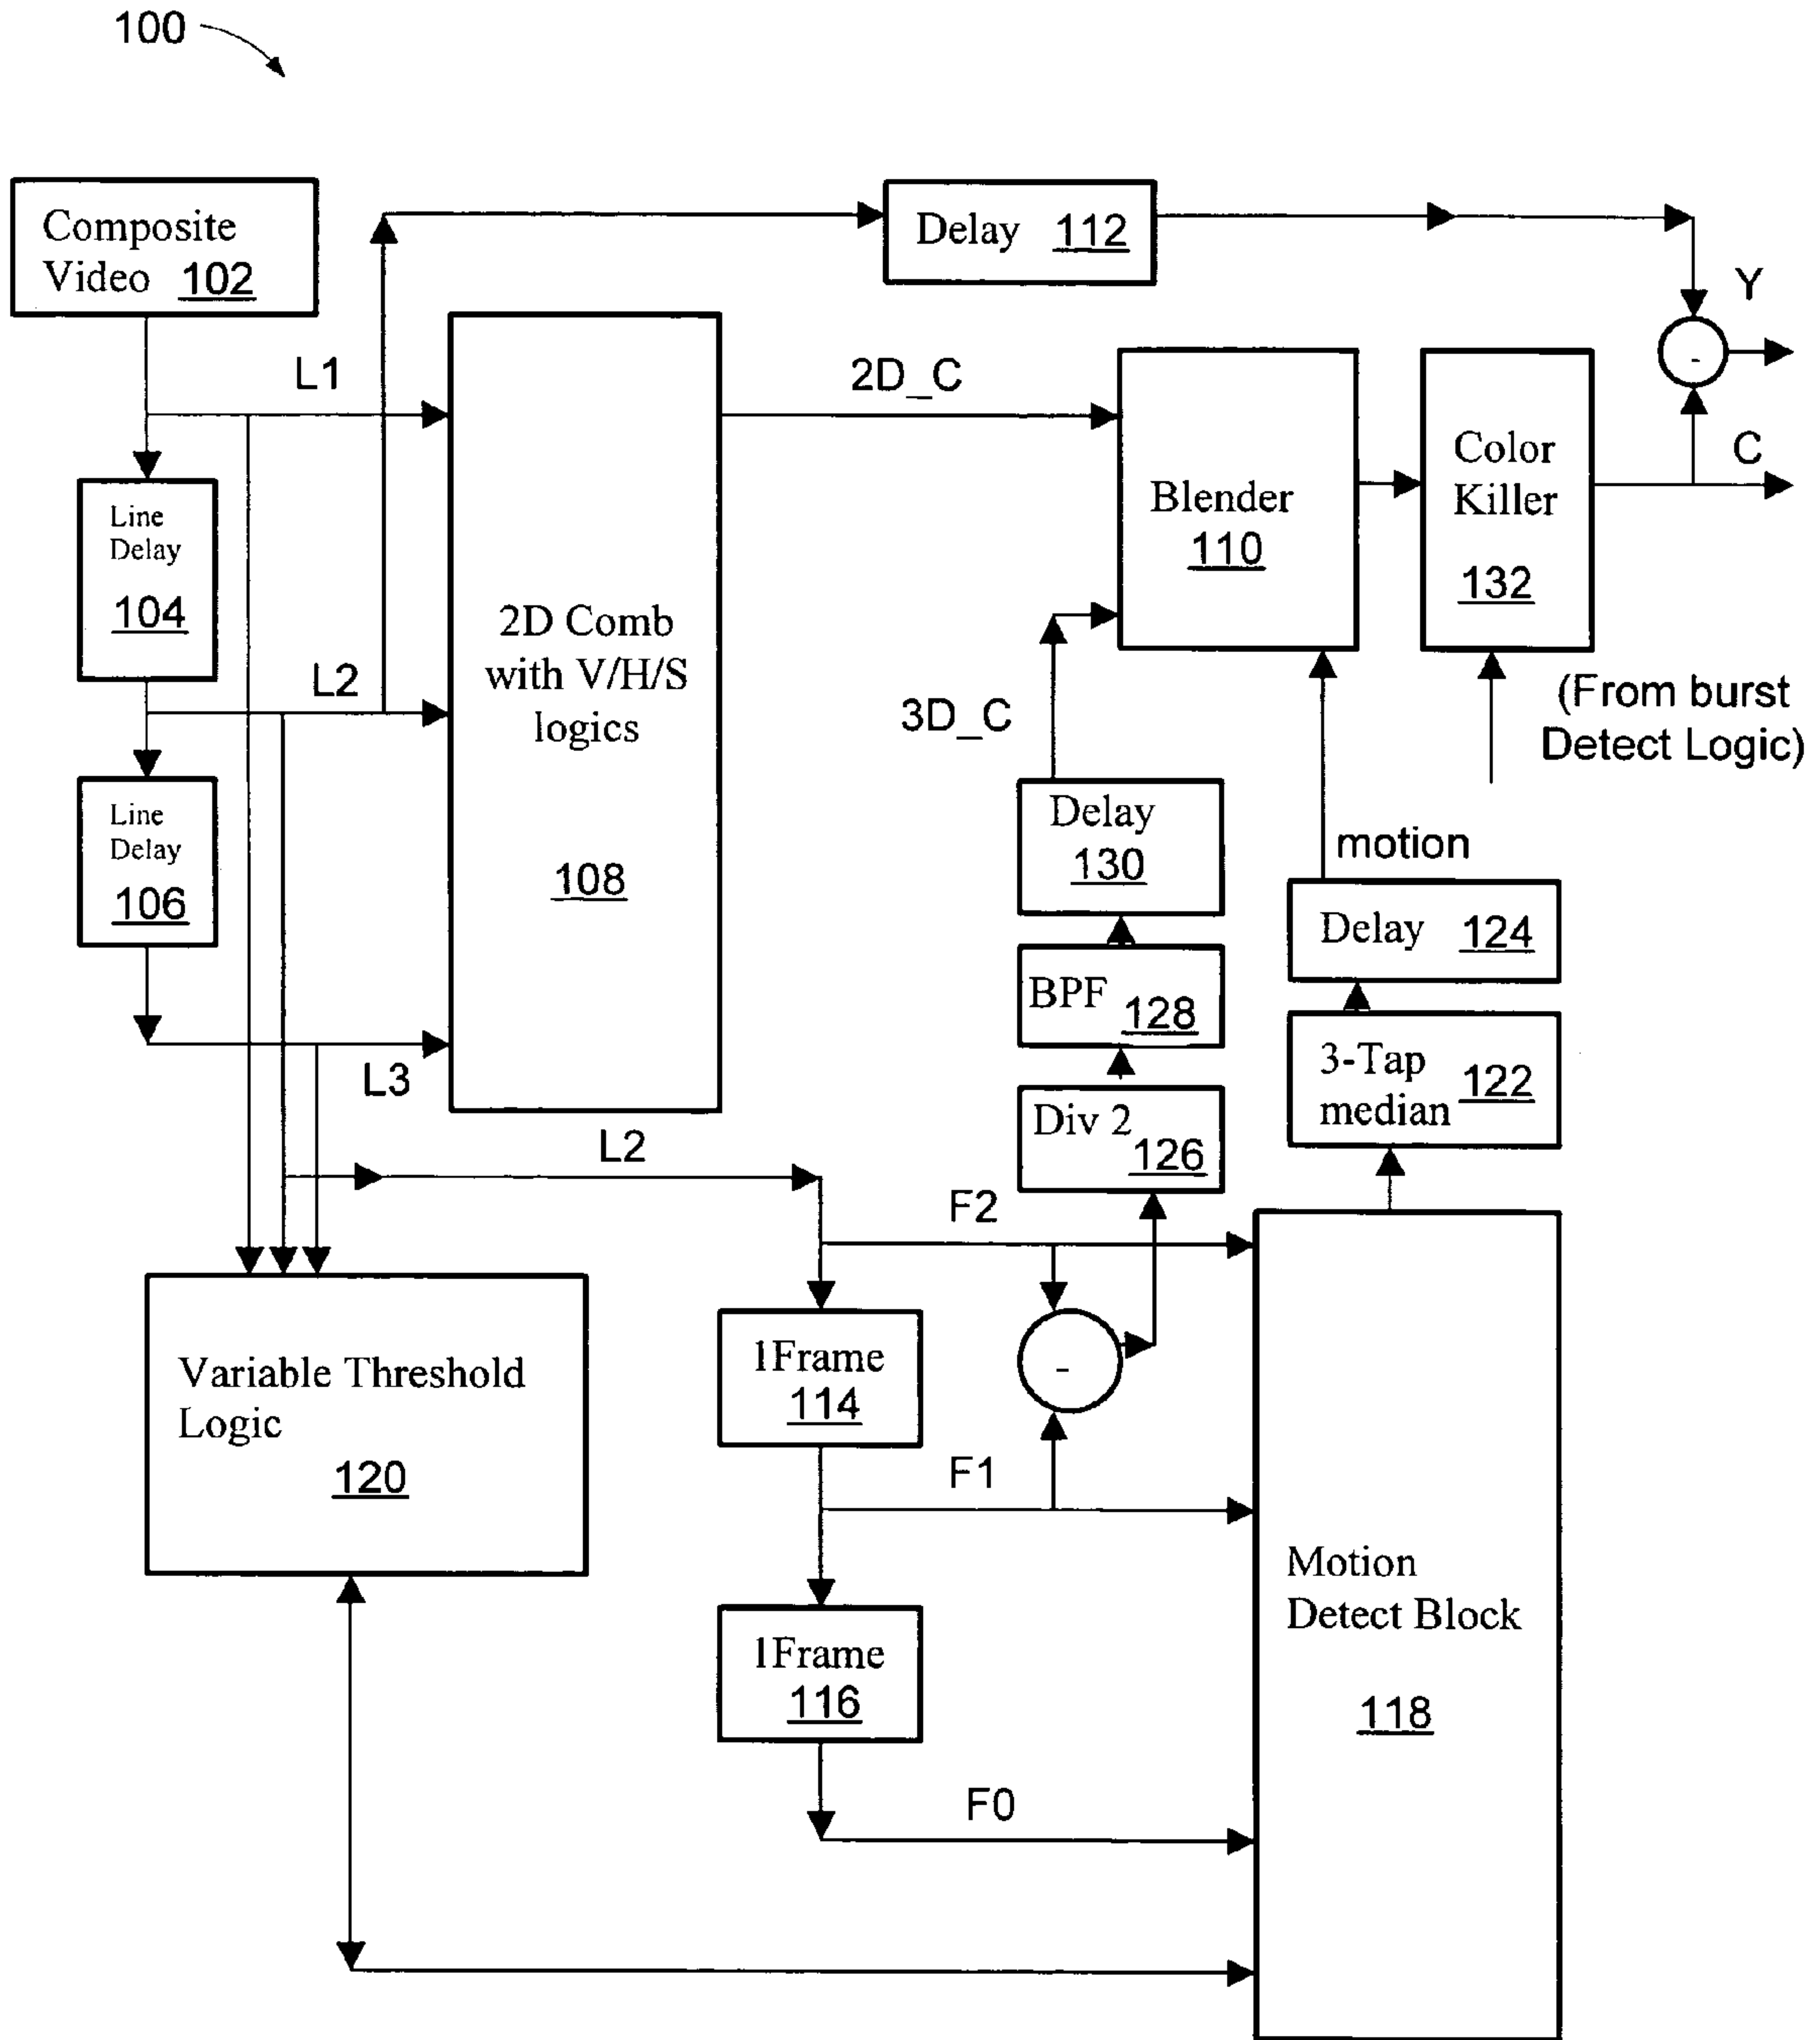 100
Composite
Video 102
Delay 112
Y
L1
2D_C
Line
Delay
104
2D Comb
with V/H/S
logics
108
Blender
110
Color
Killer
132
C
-
L2
3D_C
(From burst
Detect Logic)
Line
Delay
106
Delay
130
motion
Delay 124
BPF 128
3-Tap
median 122
L3
Div 2
126
L2
F2
Variable Threshold
Logic
120
1Frame
114
-
F1
1Frame
116
Motion
Detect Block
118
F0